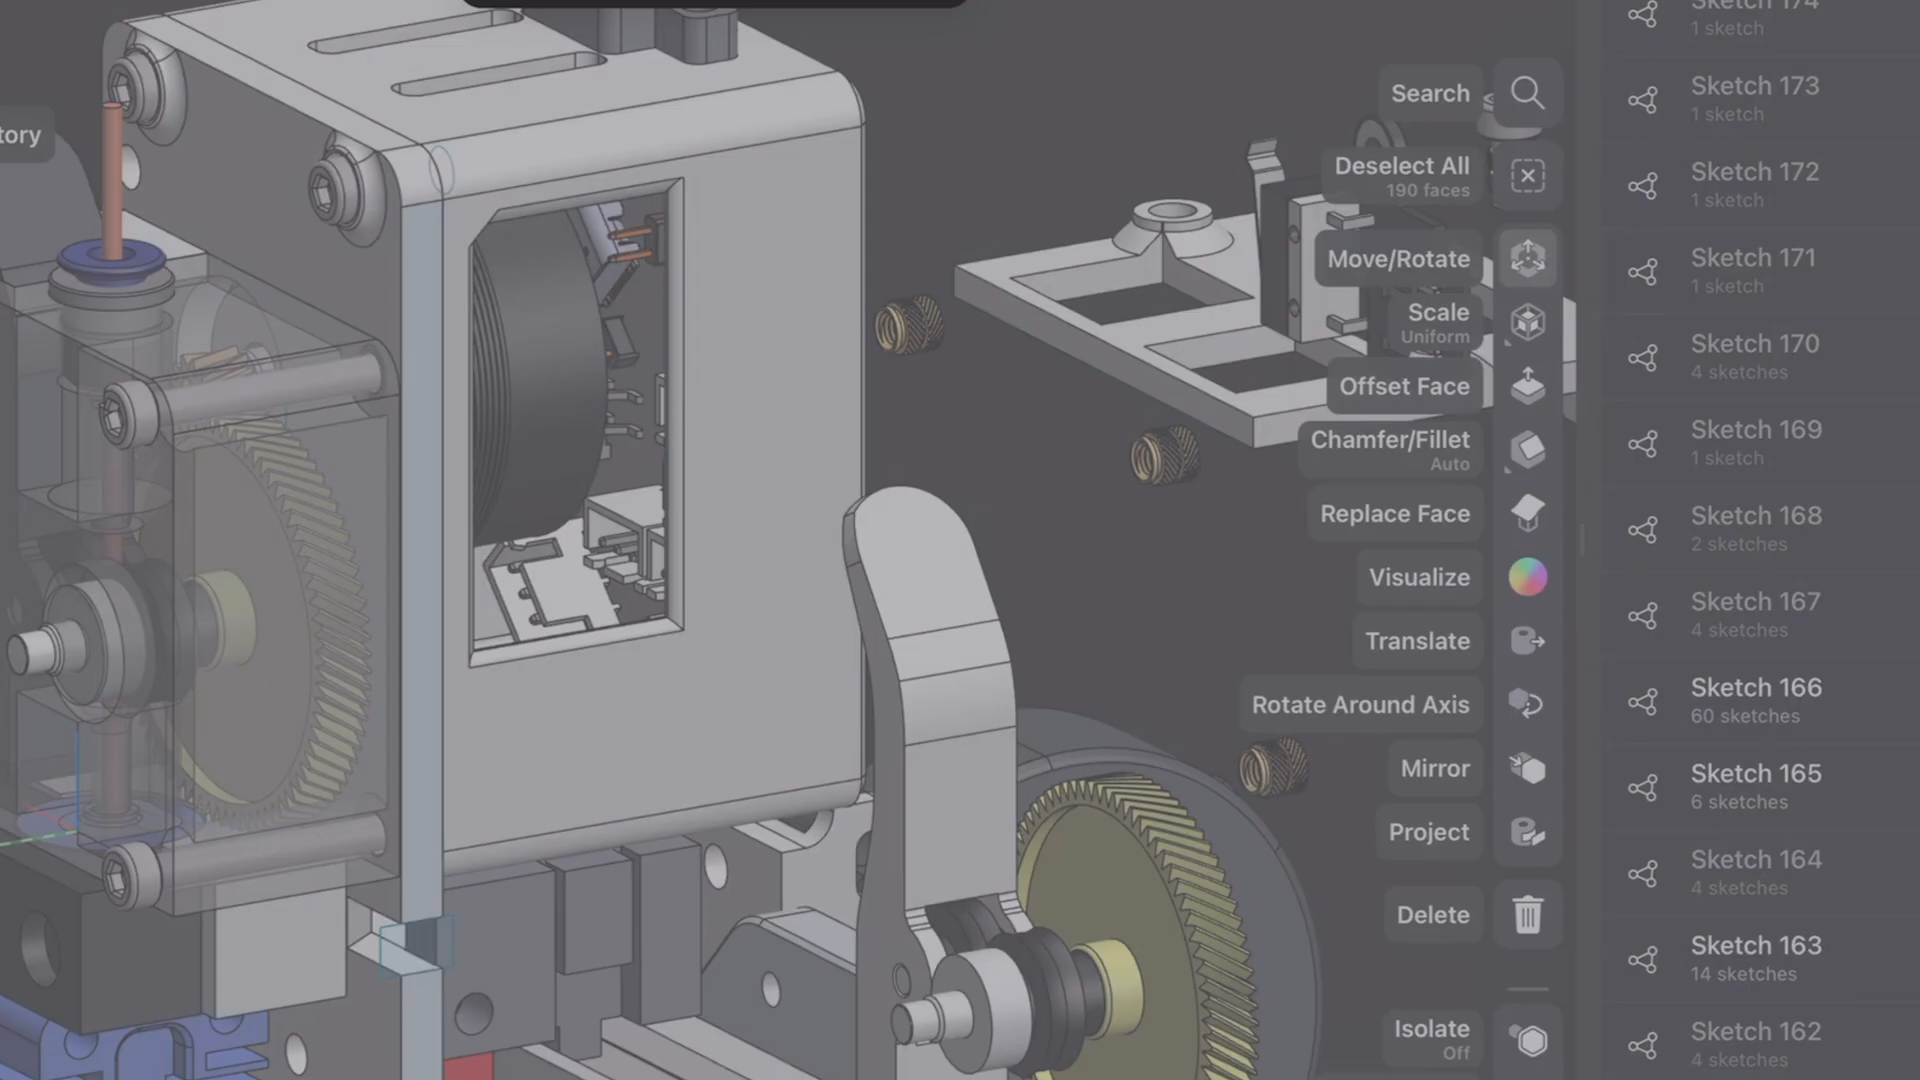 tory
Search
Deselect All
190 faces
Move/Rotate
Scale
Uniform
Offset Face
Chamfer/Fillet
Auto
Replace Face
Visualize
Translate
Rotate Around Axis
Mirror
Project
Delete
Isolate
Off
Sketch 174
1 sketch
Sketch 173
1 sketch
Sketch 172
1 sketch
Sketch 171
1 sketch
Sketch 170
4 sketches
Sketch 169
1 sketch
Sketch 168
2 sketches
Sketch 167
4 sketches
Sketch 166
60 sketches
Sketch 165
6 sketches
Sketch 164
4 sketches
Sketch 163
14 sketches
Sketch 162
4 sketches